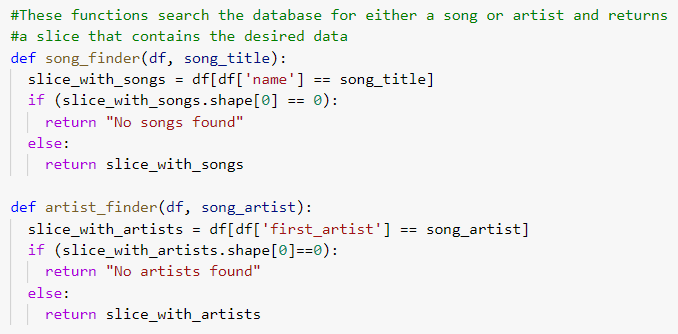 #These functions search the database for either a song or artist and returns
#a slice that contains the desired data
def song_finder(df, song_title):
  slice_with_songs = df[df['name'] == song_title]
  if (slice_with_songs.shape[0] == 0):
    return "No songs found"
  else:
    return slice_with_songs

def artist_finder(df, song_artist):
  slice_with_artists = df[df['first_artist'] == song_artist]
  if (slice_with_artists.shape[0]==0):
    return "No artists found"
  else:
    return slice_with_artists